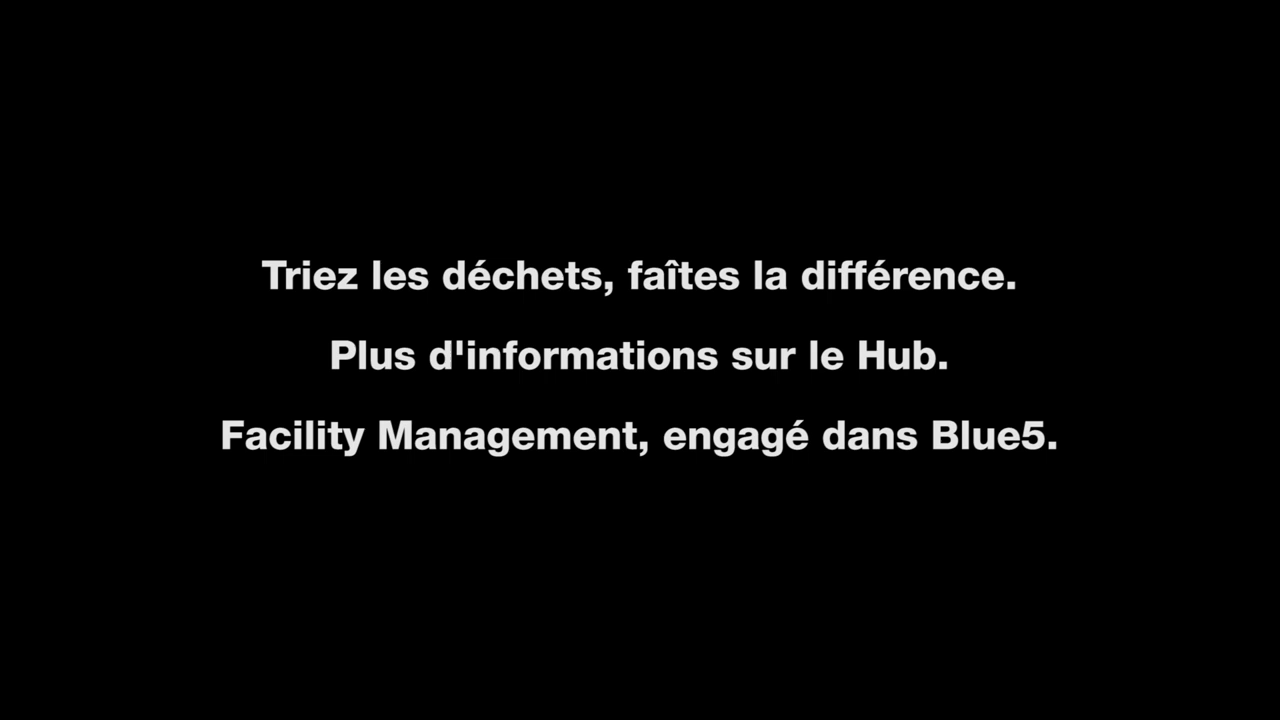 Triez les déchets, faîtes la différence.
Plus d'informations sur le Hub.
Facility Management, engagé dans Blue5.